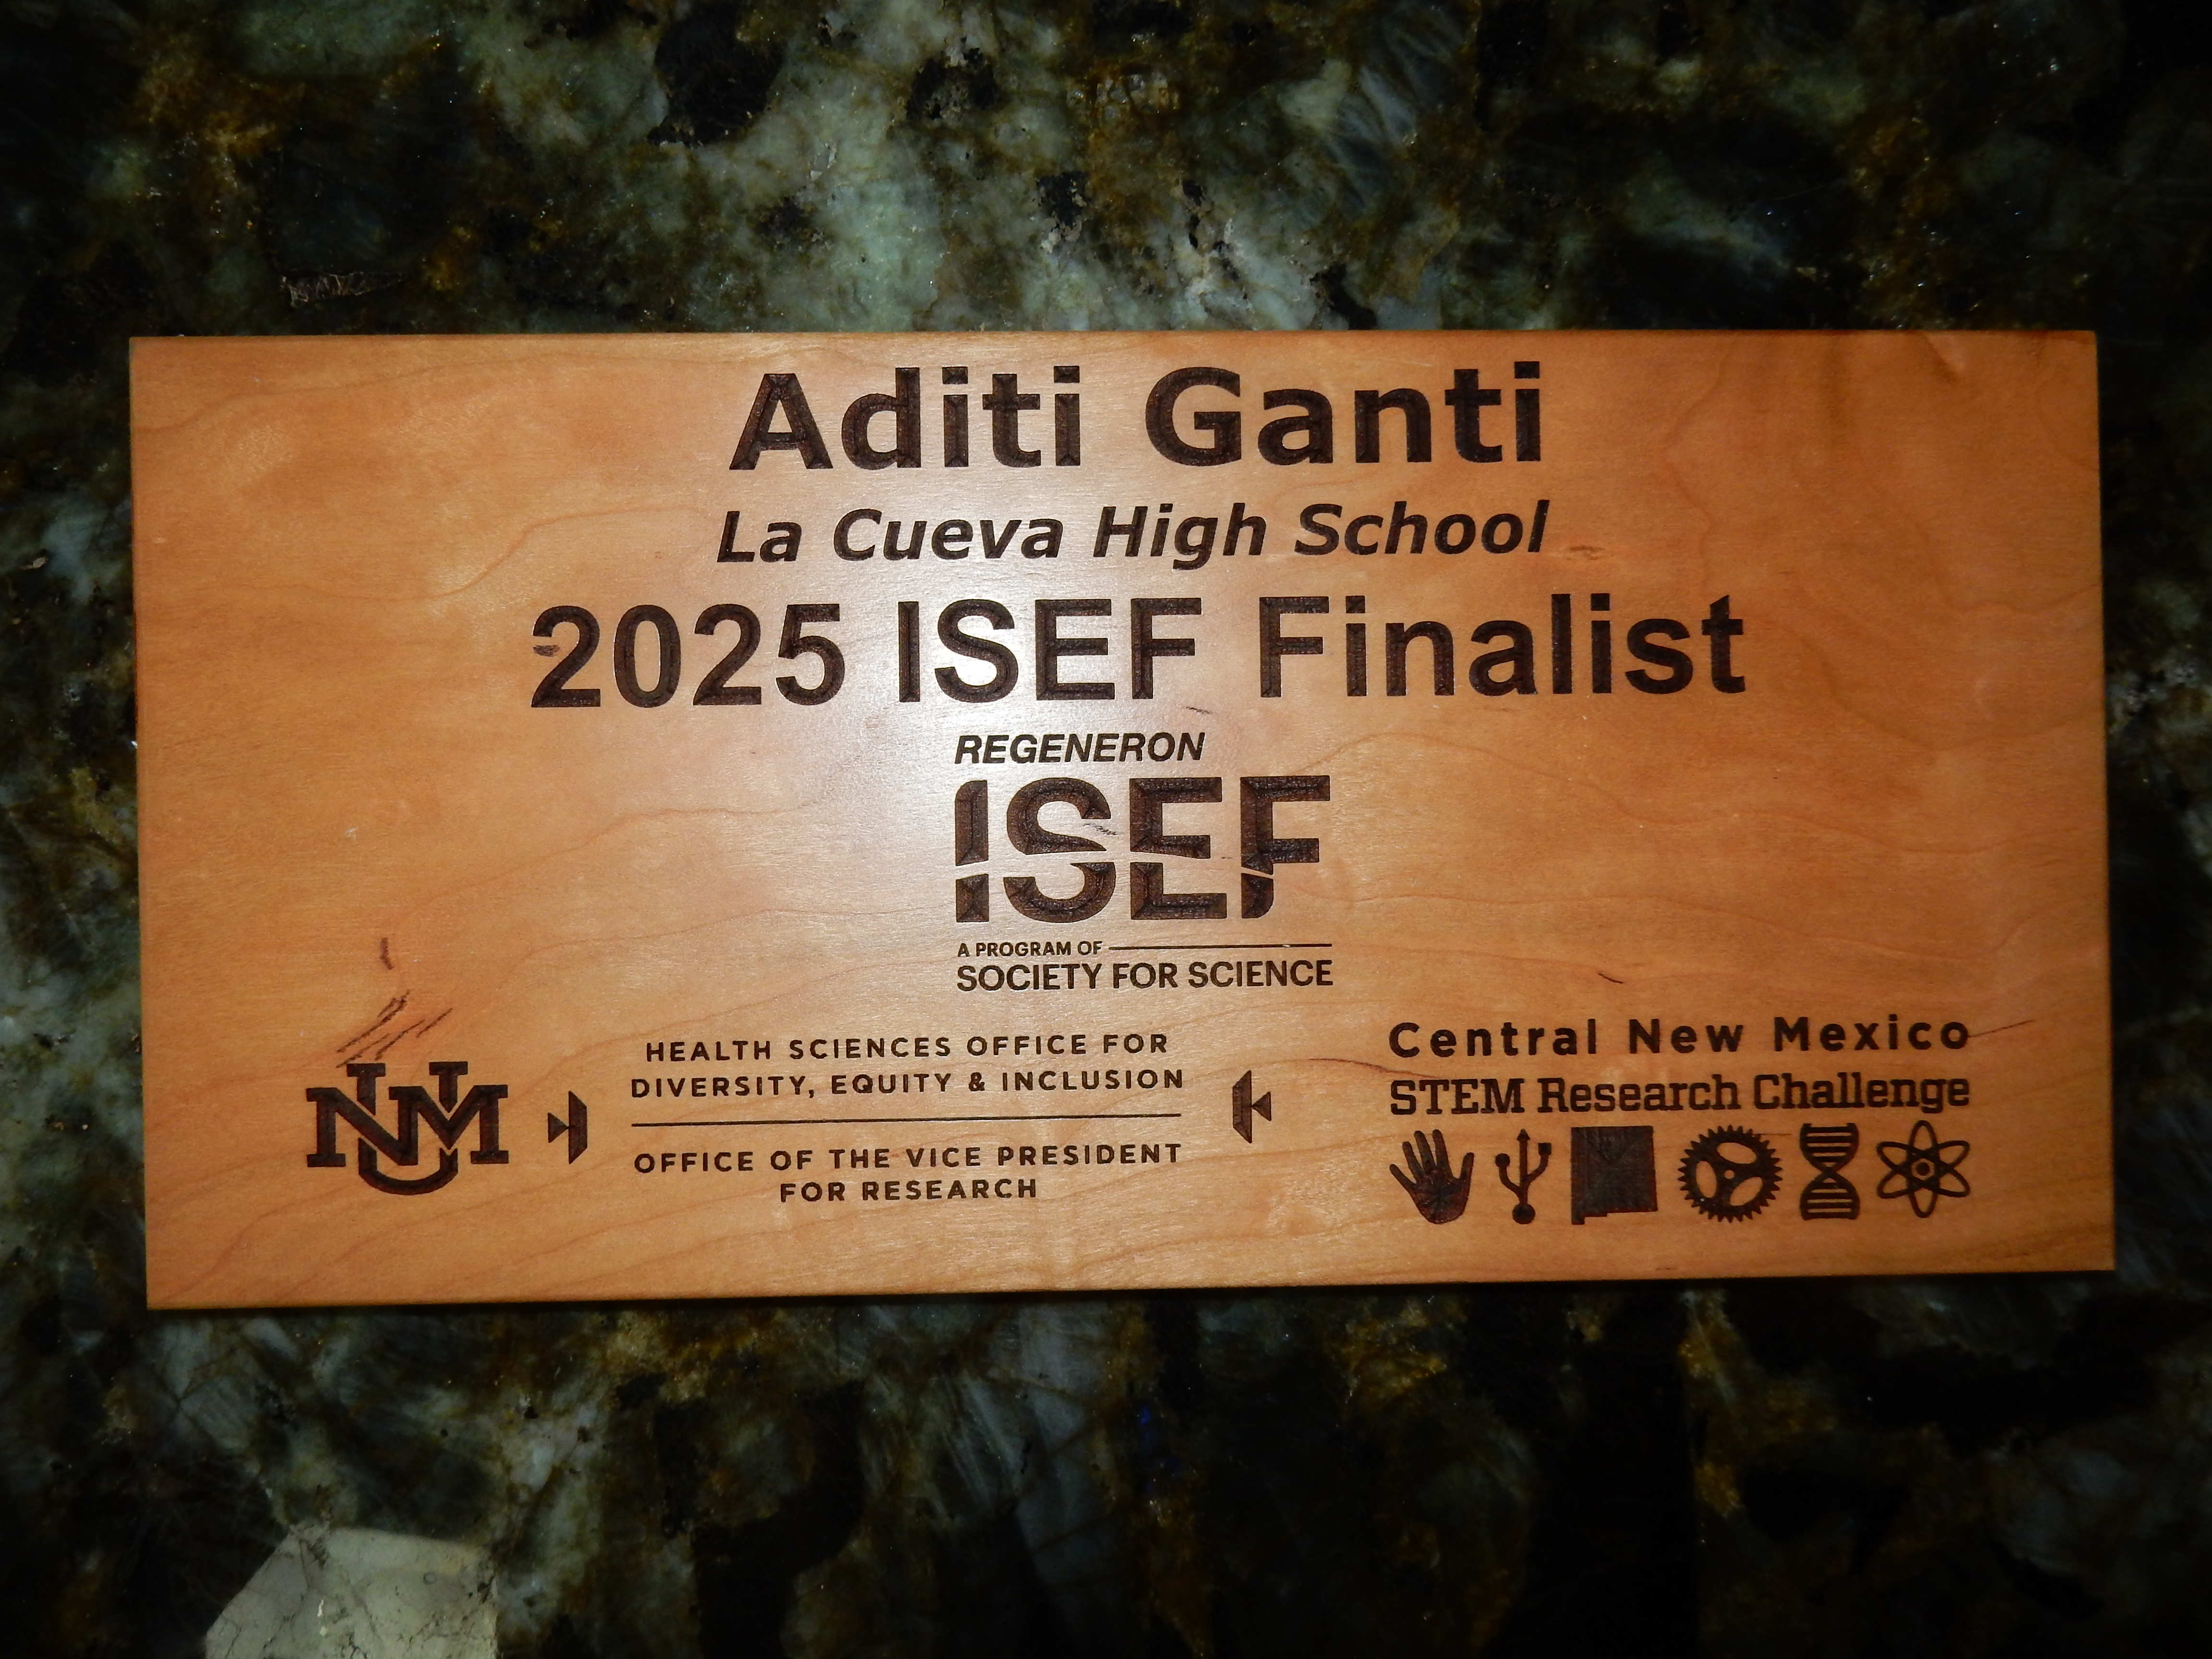 Aditi Ganti
La Cueva High School
2025 ISEF Finalist
REGENERON
ISEF
A PROGRAM OF
SOCIETY FOR SCIENCE
UNM
HEALTH SCIENCES OFFICE FOR
DIVERSITY, EQUITY & INCLUSION
OFFICE OF THE VICE PRESIDENT
FOR RESEARCH
Central New Mexico
STEM Research Challenge